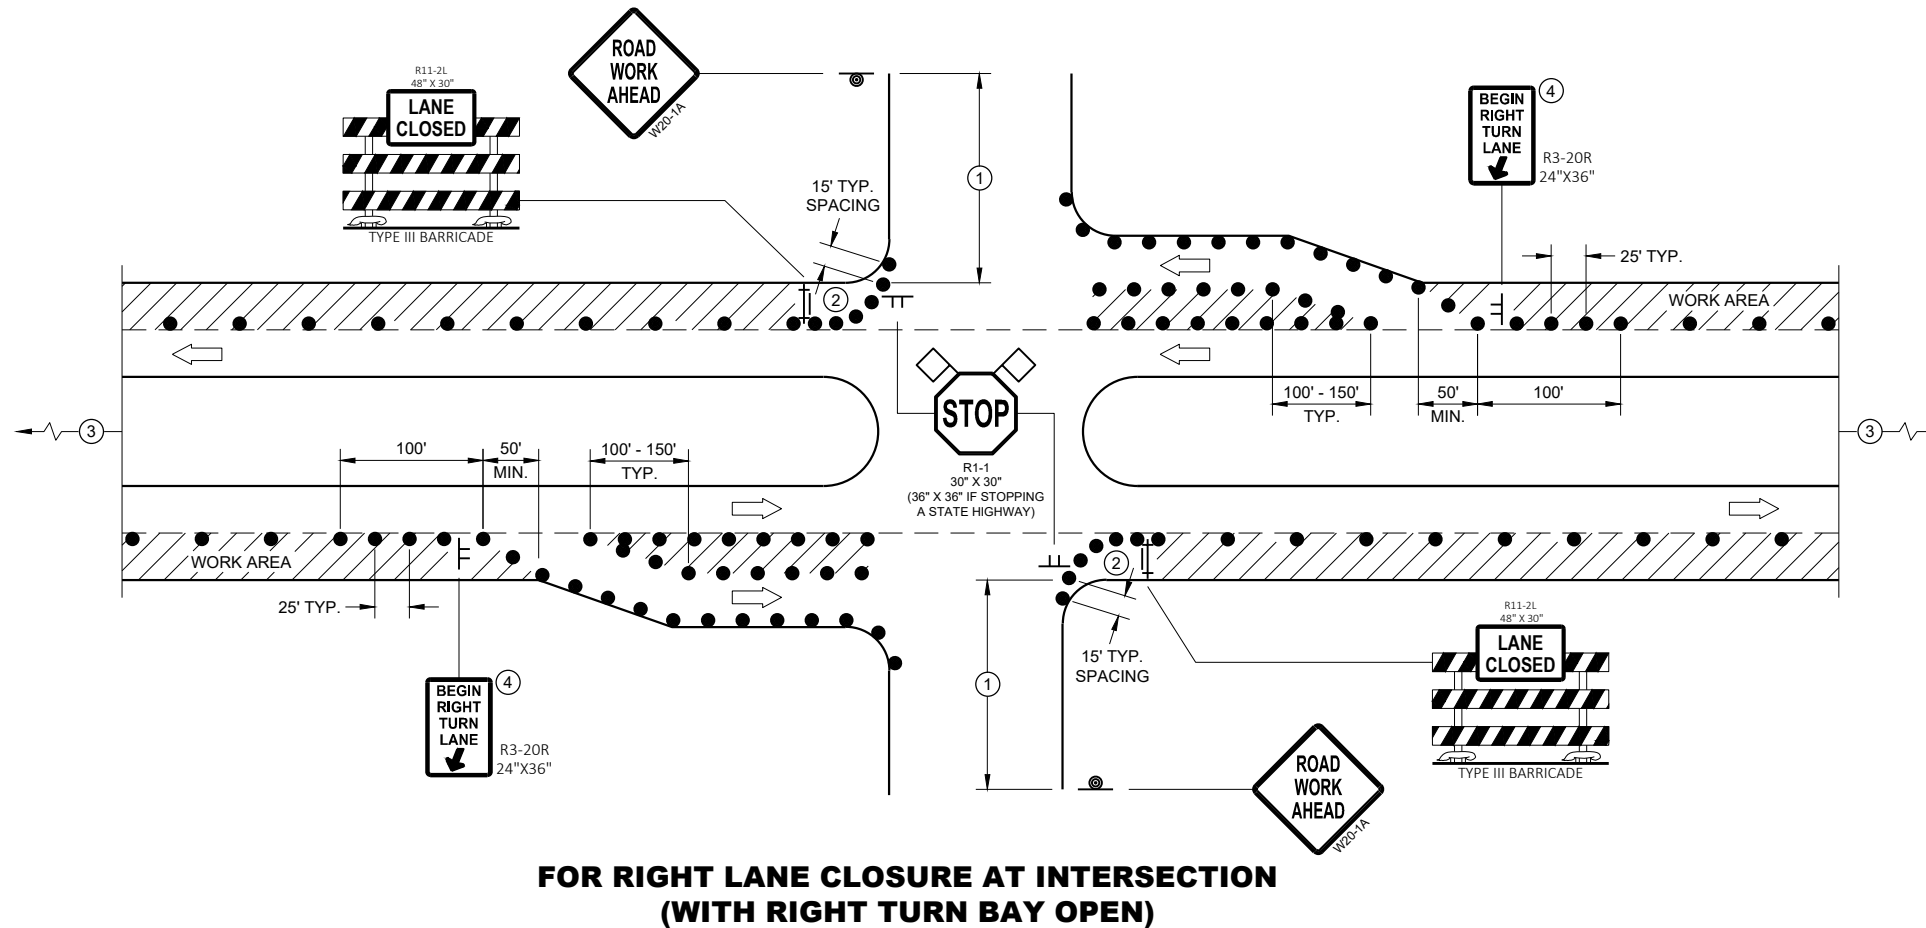 R11-2L
48" X 30"
LANE
CLOSED
TYPE III BARRICADE
ROAD
WORK
AHEAD
W20-1A
1
15' TYP.
SPACING
2
BEGIN
RIGHT
TURN
LANE
4
R3-20R
24"X36"
25' TYP.
WORK AREA
100' - 150'
TYP.
50'
MIN.
100'
3
3
STOP
R1-1
30" X 30"
(36" X 36" IF STOPPING
A STATE HIGHWAY)
100'
50'
MIN.
100' - 150'
TYP.
WORK AREA
25' TYP.
BEGIN
RIGHT
TURN
LANE
4
R3-20R
24"X36"
2
15' TYP.
SPACING
1
R11-2L
48" X 30"
LANE
CLOSED
TYPE III BARRICADE
ROAD
WORK
AHEAD
W20-1A
FOR RIGHT LANE CLOSURE AT INTERSECTION
(WITH RIGHT TURN BAY OPEN)